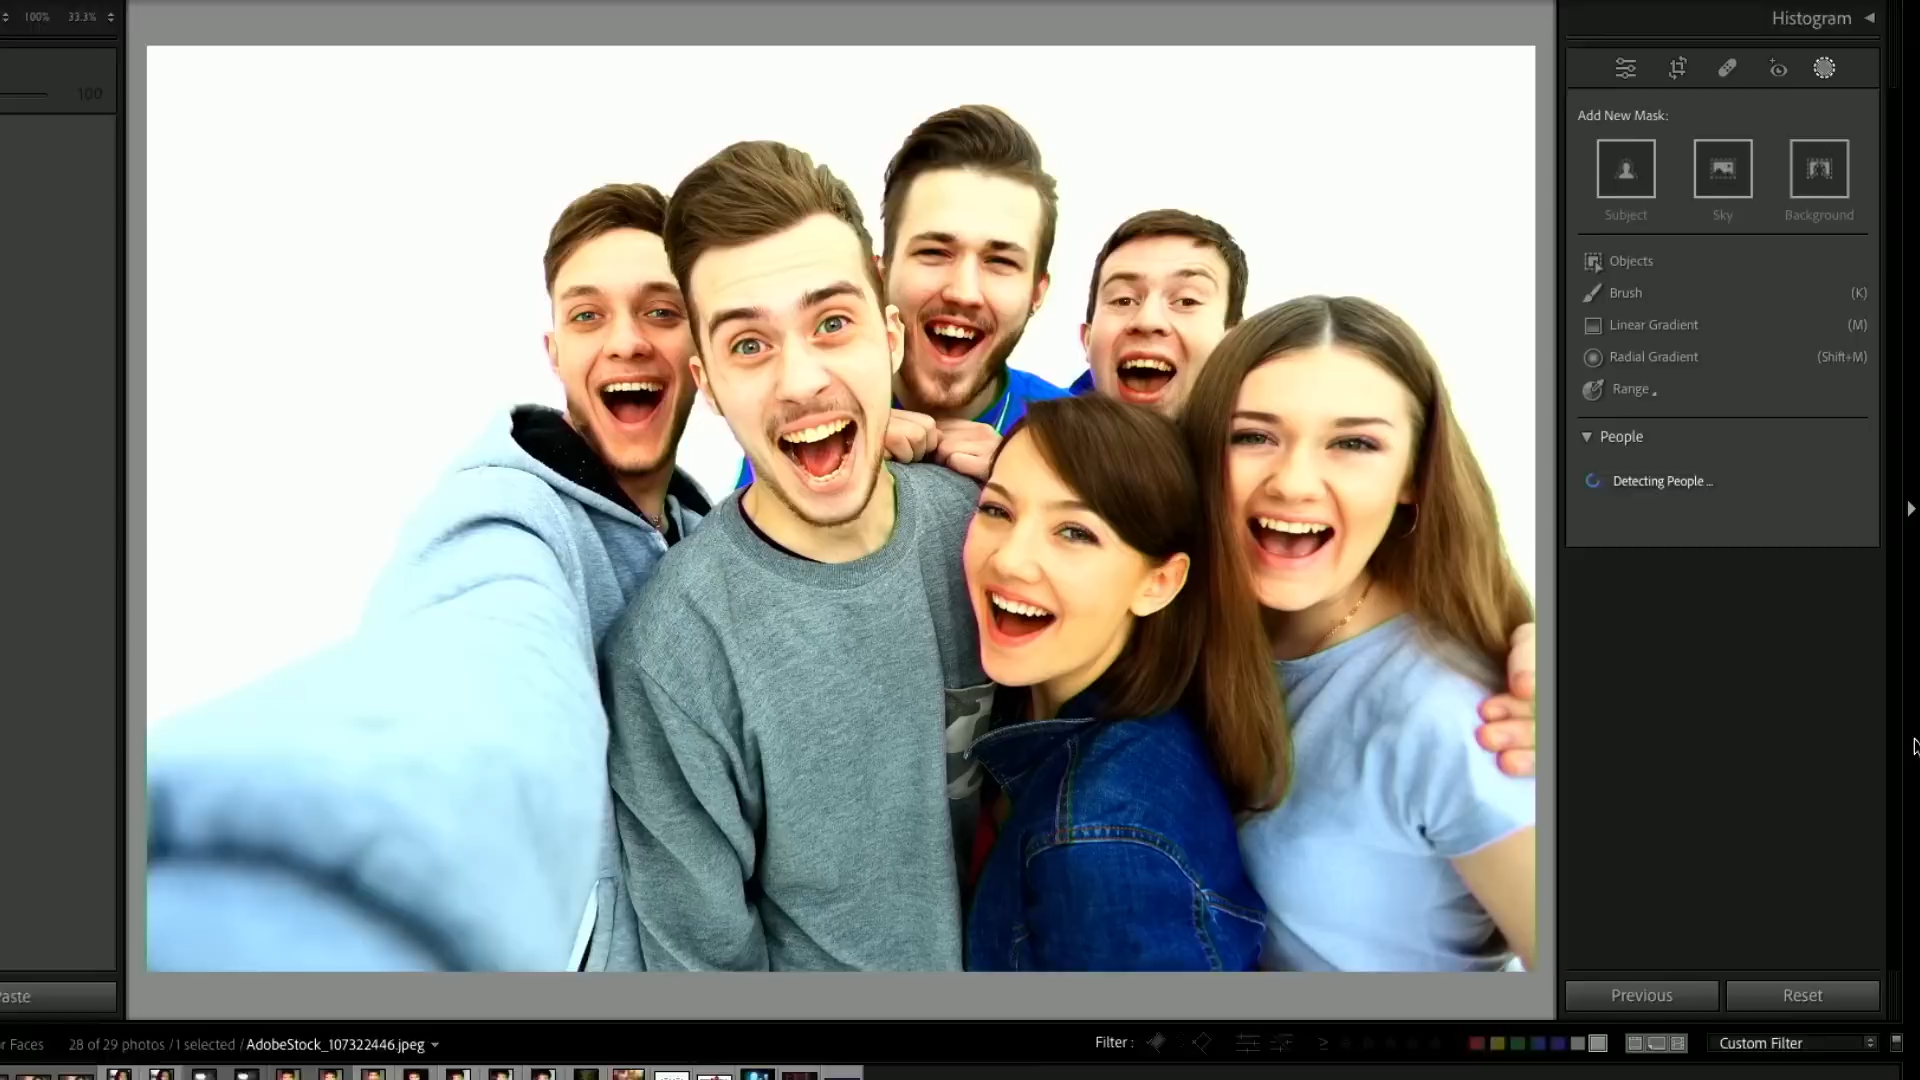 100% 33.3%
Histogram
100
Add New Mask:
Subject Sky Background
Objects
Brush (K)
Linear Gradient (M)
Radial Gradient (Shift+M)
Range
People
Detecting People ...
Previous Reset
r Faces 28 of 29 photos /1 selected / AdobeStock_107322446.jpeg Filter : ≥ Custom Filter